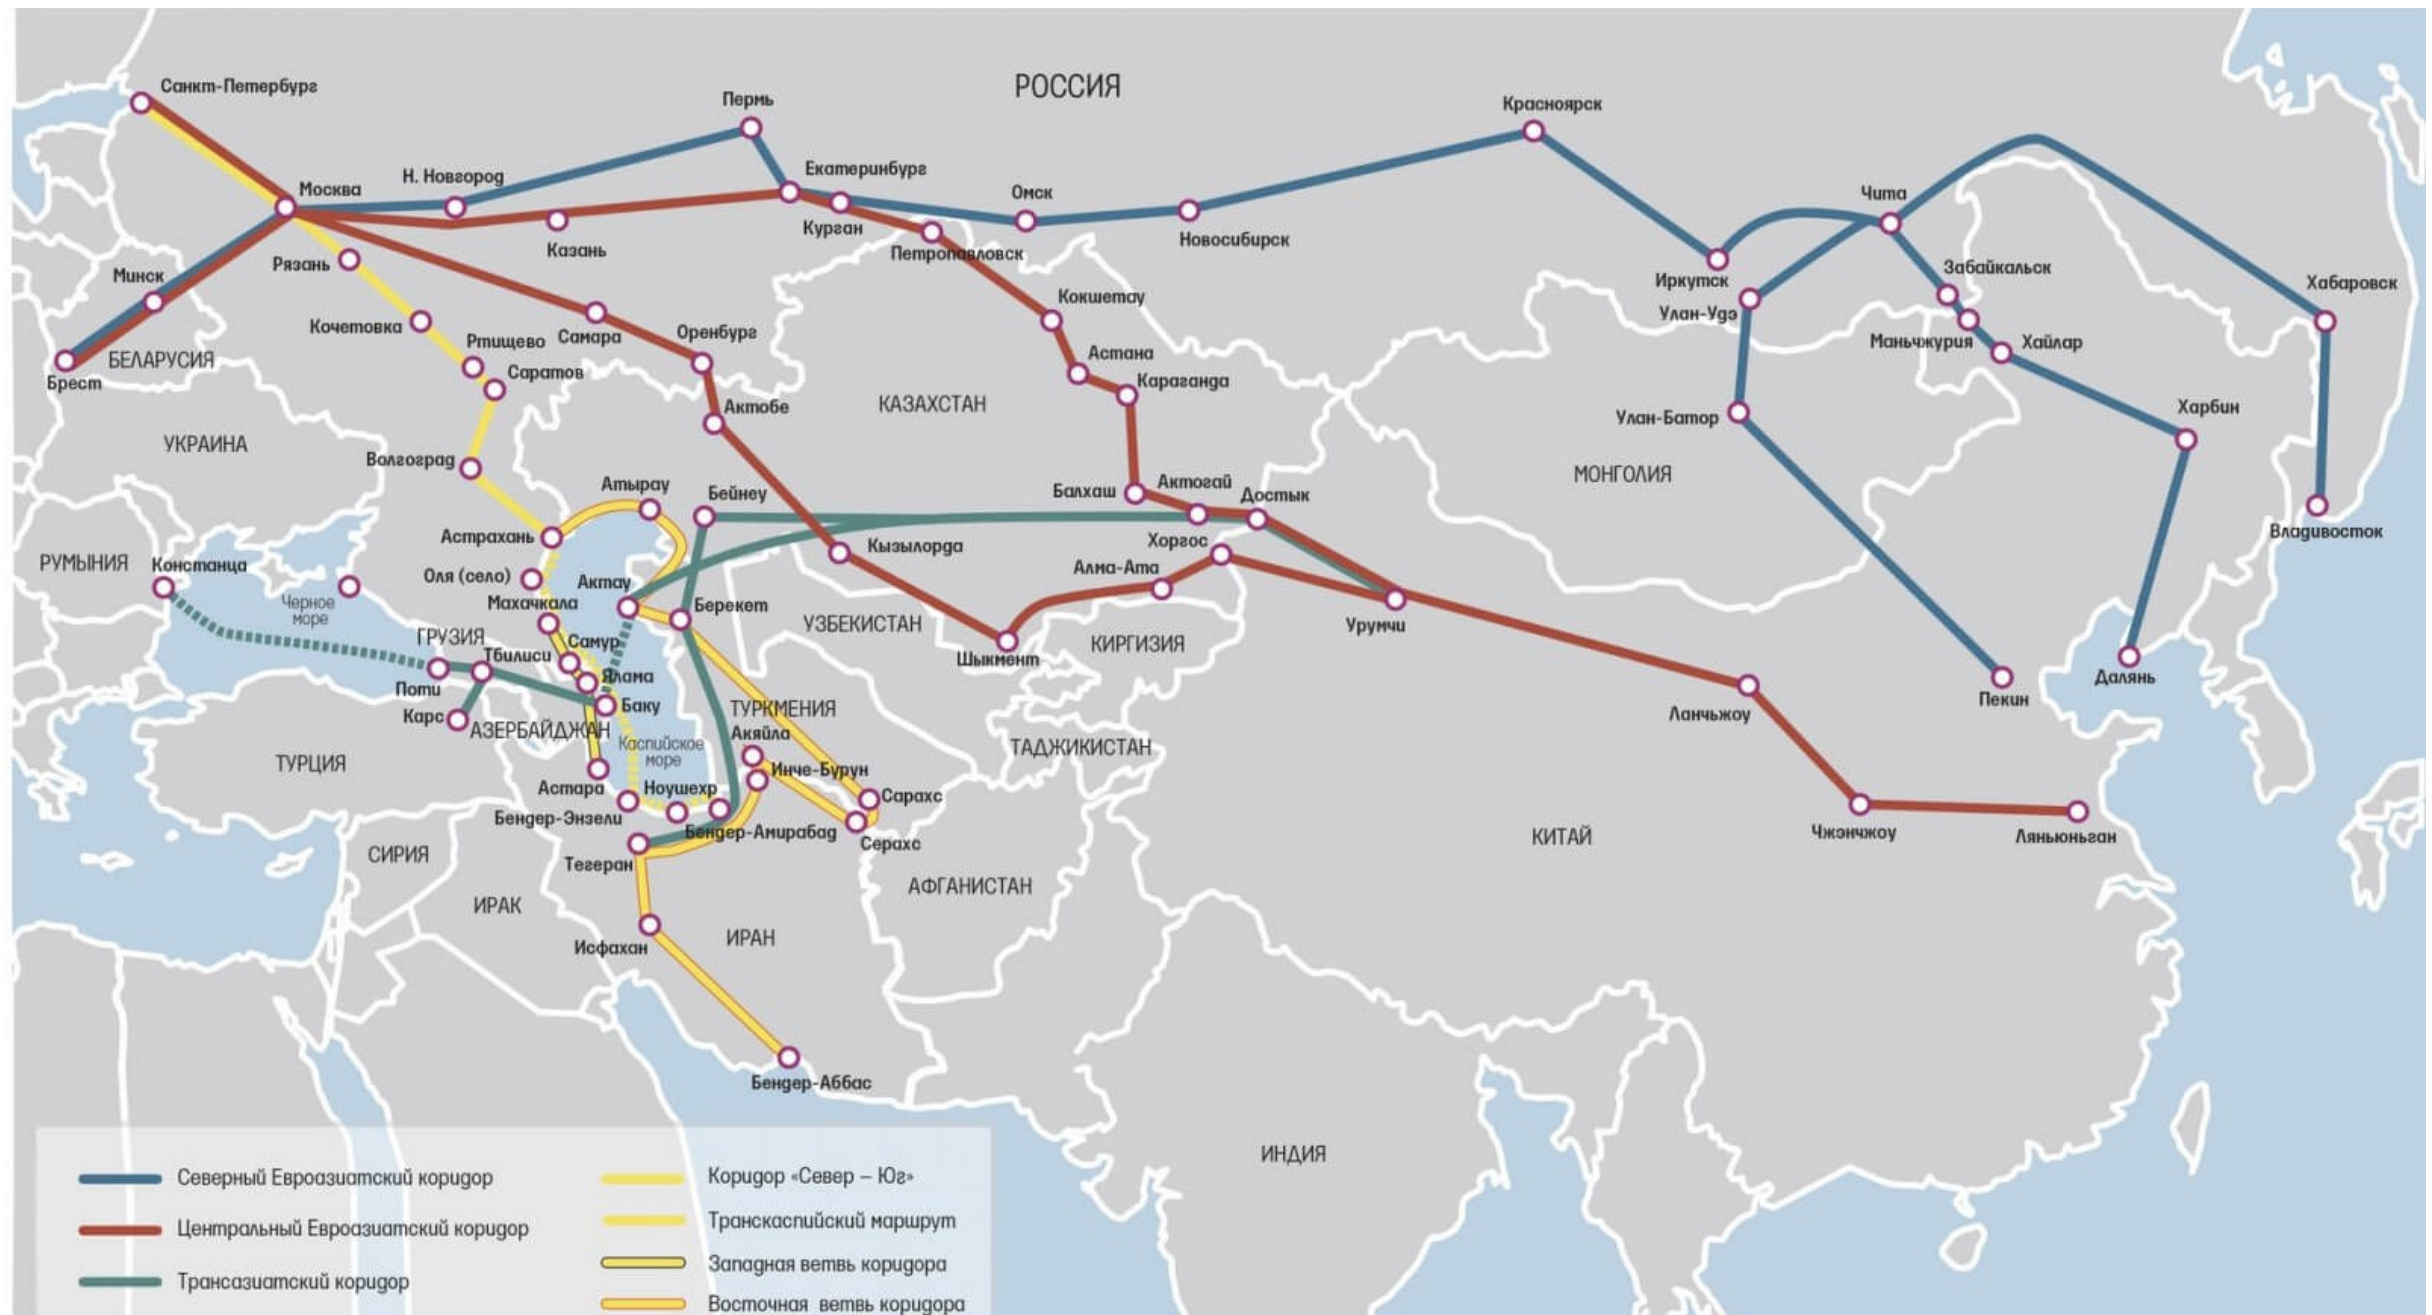 РОССИЯ
Санкт-Петербург
Пермь
Красноярск
Екатеринбург
Москва
Н. Новгород
Омск
Чита
Казань
Курган
Петропавловск
Новосибирск
Рязань
Минск
Иркутск
Забайкальск
Хабаровск
Улан-Удэ
Кокшетау
Кочетовка
Ртищево
Самара
Оренбург
Маньчжурия
Хайлар
БЕЛАРУСИЯ
Брест
Саратов
Астана
Караганда
Актобе
КАЗАХСТАН
Улан-Батор
Харбин
УКРАИНА
Волгоград
МОНГОЛИЯ
Атырау
Бейнеу
Балхаш
Актогай
Достык
Владивосток
Астрахань
Кызылорда
Хоргос
РУМЫНИЯ
Констанца
Оля (село)
Актау
Алма-Ата
Черное
море
Махачкала
Берекет
УЗБЕКИСТАН
Урумчи
ГРУЗИЯ
Самур
КИРГИЗИЯ
Тбилиси
Шыкмент
Ялама
Далянь
Поти
Баку
ТУРКМЕНИЯ
Пекин
Карс
АЗЕРБАЙДЖАН
Ланчьжоу
Каспийское
море
Акяйла
ТАДЖИКИСТАН
ТУРЦИЯ
Инче-Бурун
Астара
Ноушехр
Сарахс
Бендер-Энзели
Бендер-Амирабад
Серахс
Чжэнчжоу
Ляньюньган
КИТАЙ
СИРИЯ
Тегеран
АФГАНИСТАН
ИРАК
Исфахан
ИРАН
Бендер-Аббас
ИНДИЯ
Северный Евроазиатский коридор
Центральный Евроазиатский коридор
Трансазиатский коридор
Коридор «Север – Юг»
Транскаспийский маршрут
Западная ветвь коридора
Восточная ветвь коридора